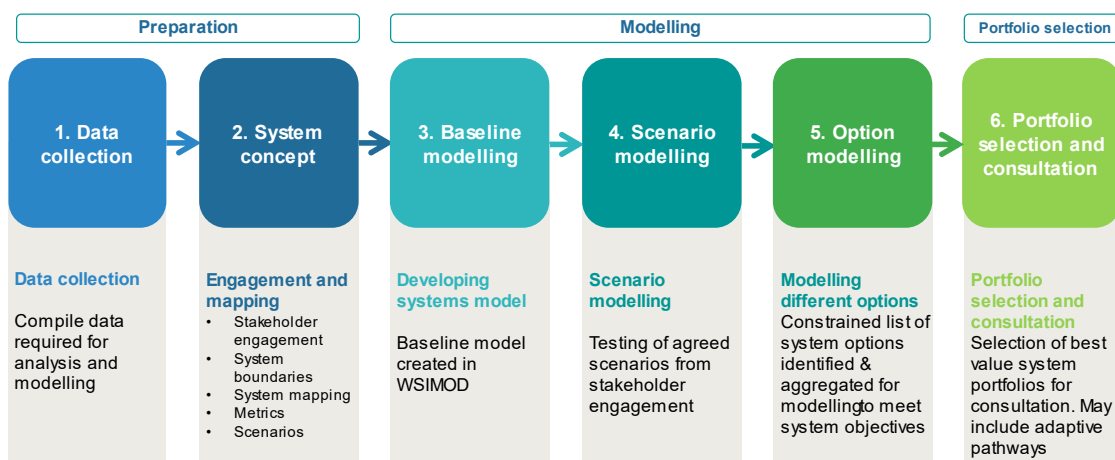 Preparation
Modelling
Portfolio selection
1. Data
collection
2. System
concept
3. Baseline
modelling
4. Scenario
modelling
5. Option
modelling
6. Portfolio
selection and
consultation
Data collection
Compile data
required for
analysis and
modelling
Engagement and
mapping
• Stakeholder
engagement
• System
boundaries
• System mapping
• Metrics
• Scenarios
Developing
systems model
Baseline model
created in
WSIMOD
Scenario
modelling
Testing of agreed
scenarios from
stakeholder
engagement
Modelling
different options
Constrained list of
system options
identified &
aggregated for
modellingto meet
system objectives
Portfolio
selection and
consultation
Selection of best
value system
portfolios for
consultation. May
include adaptive
pathways